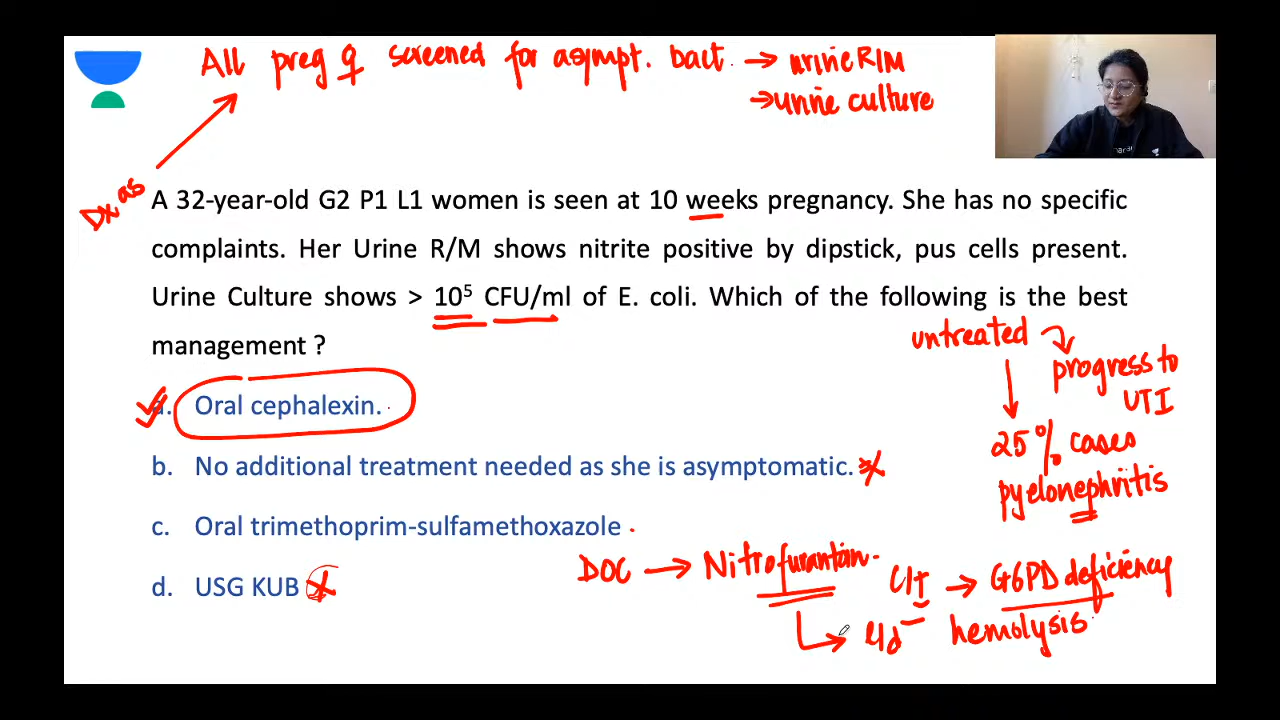 All preg ♀ screened for asympt. bact. → urine R/M
→ urine culture
Dx as
A 32-year-old G2 P1 L1 women is seen at 10 weeks pregnancy. She has no specific
complaints. Her Urine R/M shows nitrite positive by dipstick, pus cells present.
Urine Culture shows > 10⁵ CFU/ml of E. coli. Which of the following is the best
management ?
untreated
progress to
UTI
25% cases
pyelonephritis
a. Oral cephalexin.
b. No additional treatment needed as she is asymptomatic.
c. Oral trimethoprim-sulfamethoxazole
d. USG KUB
DOC → Nitrofurantoin.
C/I → G6PD deficiency
hemolysis